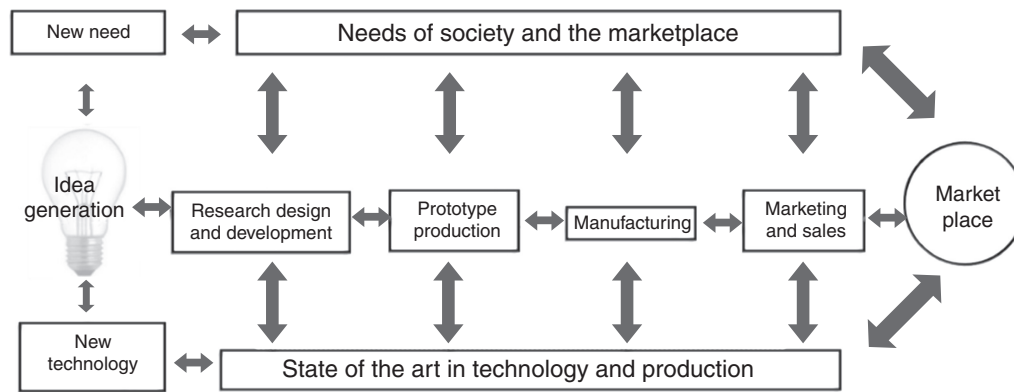 New need
Needs of society and the marketplace
Idea
generation
Research design
and development
Prototype
production
Manufacturing
Marketing
and sales
Market
place
New
technology
State of the art in technology and production